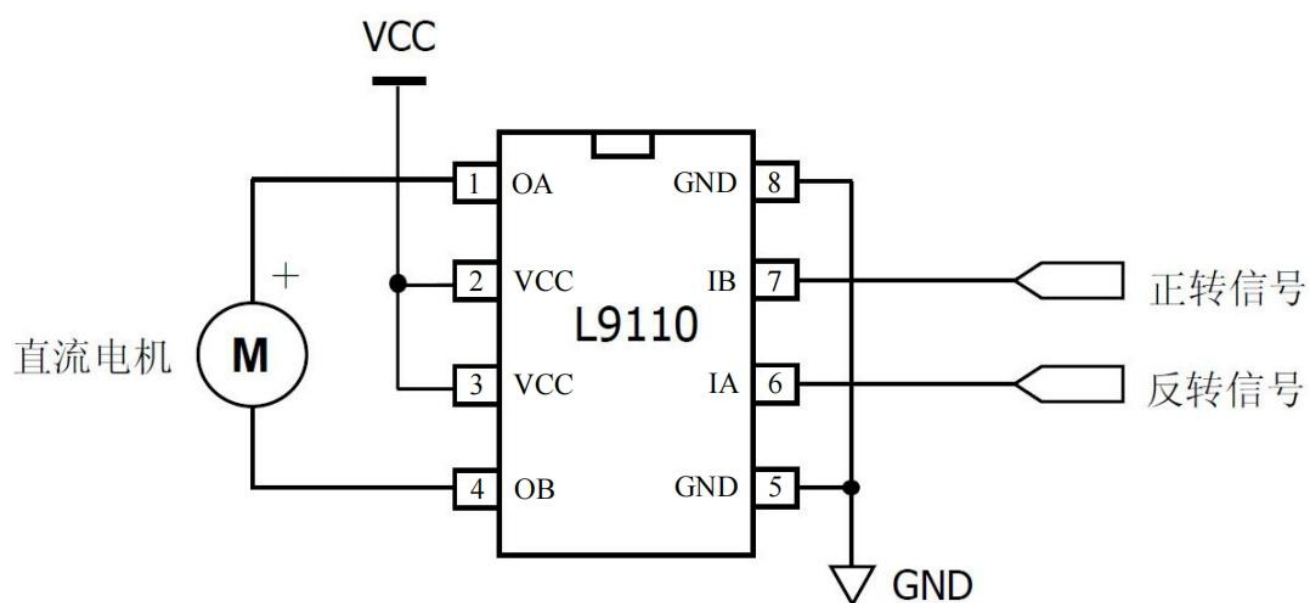 VCC
1 OA GND 8
+
2 VCC IB 7 正转信号
L9110
直流电机 M
3 VCC IA 6 反转信号
4 OB GND 5
GND